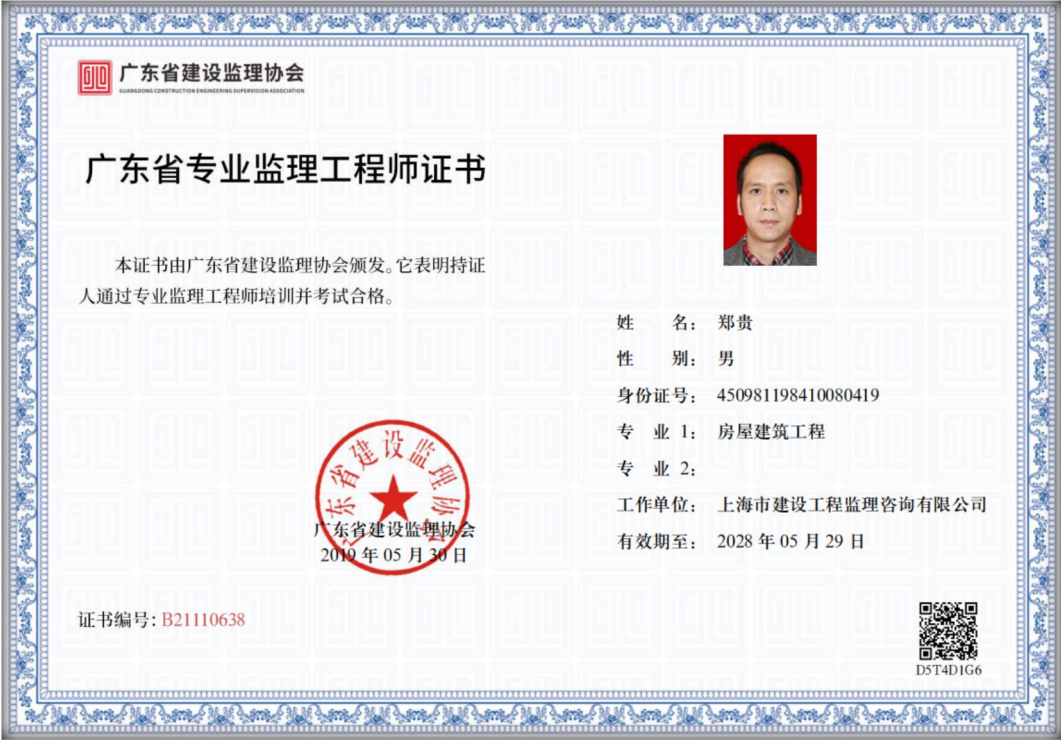 广东省建设监理协会
GUANGDONG CONSTRUCTION ENGINEERING SUPERVISION ASSOCIATION
广东省专业监理工程师证书
本证书由广东省建设监理协会颁发。它表明持证
人通过专业监理工程师培训并考试合格。
姓 名： 郑贵
性 别： 男
身份证号： 450981198410080419
专 业 1： 房屋建筑工程
专 业 2：
工作单位： 上海市建设工程监理咨询有限公司
有效期至： 2028 年 05 月 29 日
广东省建设监理协会
广东省建设监理协会
2019 年 05 月 30 日
证书编号：B21110638
D5T4D1G6